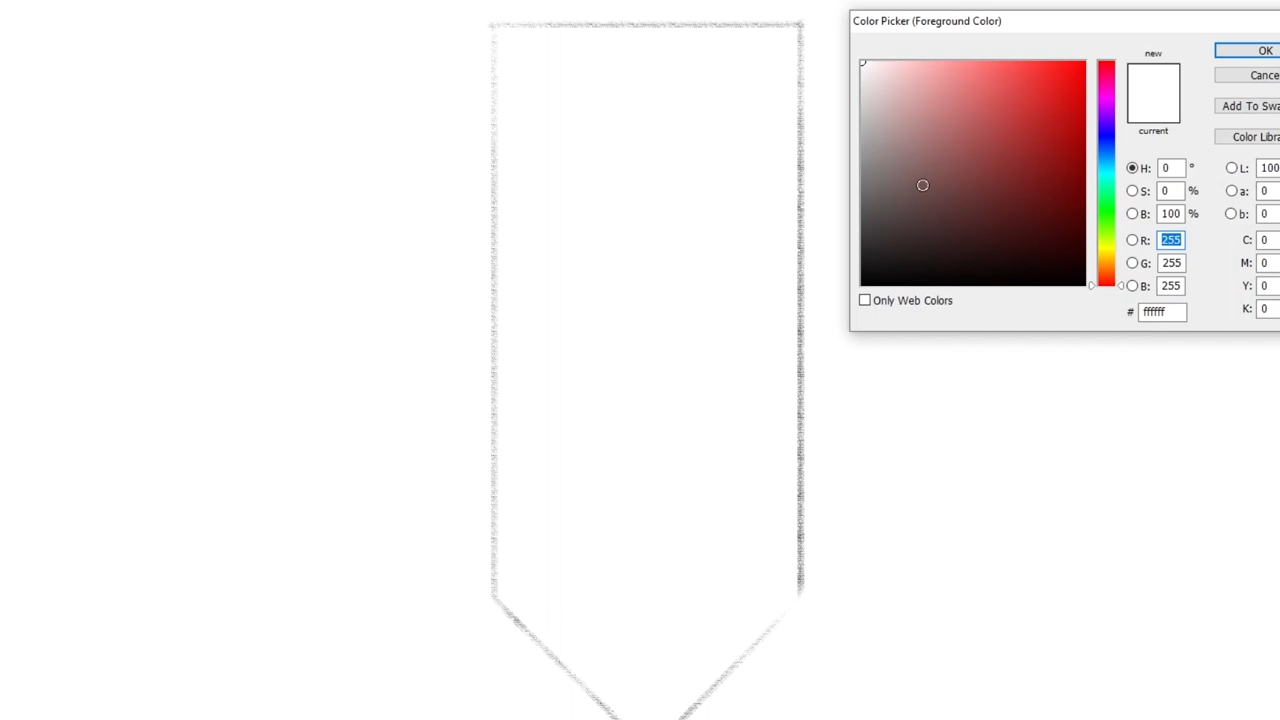 Color Picker (Foreground Color)
new
OK
Cance
Add To Swa
current
Color Libra
H: 0 ° L: 100
S: 0 % a: 0
B: 100 % b: 0
R: 255 C: 0
G: 255 M: 0
B: 255 Y: 0
Only Web Colors # ffffff K: 0